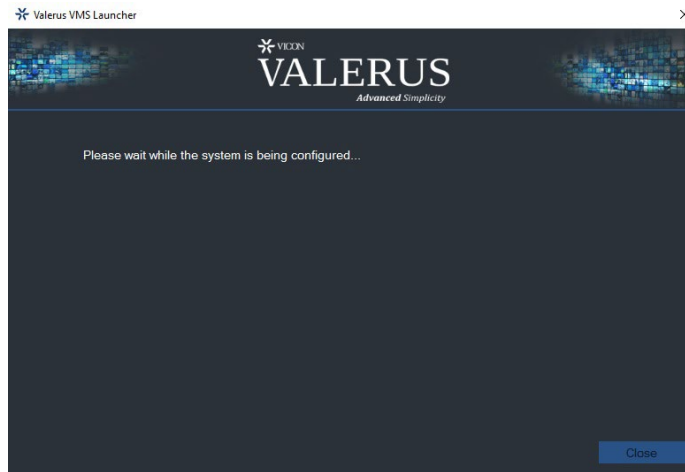 Valerus VMS Launcher
VICON
VALERUS
Advanced Simplicity
Please wait while the system is being configured...
Close